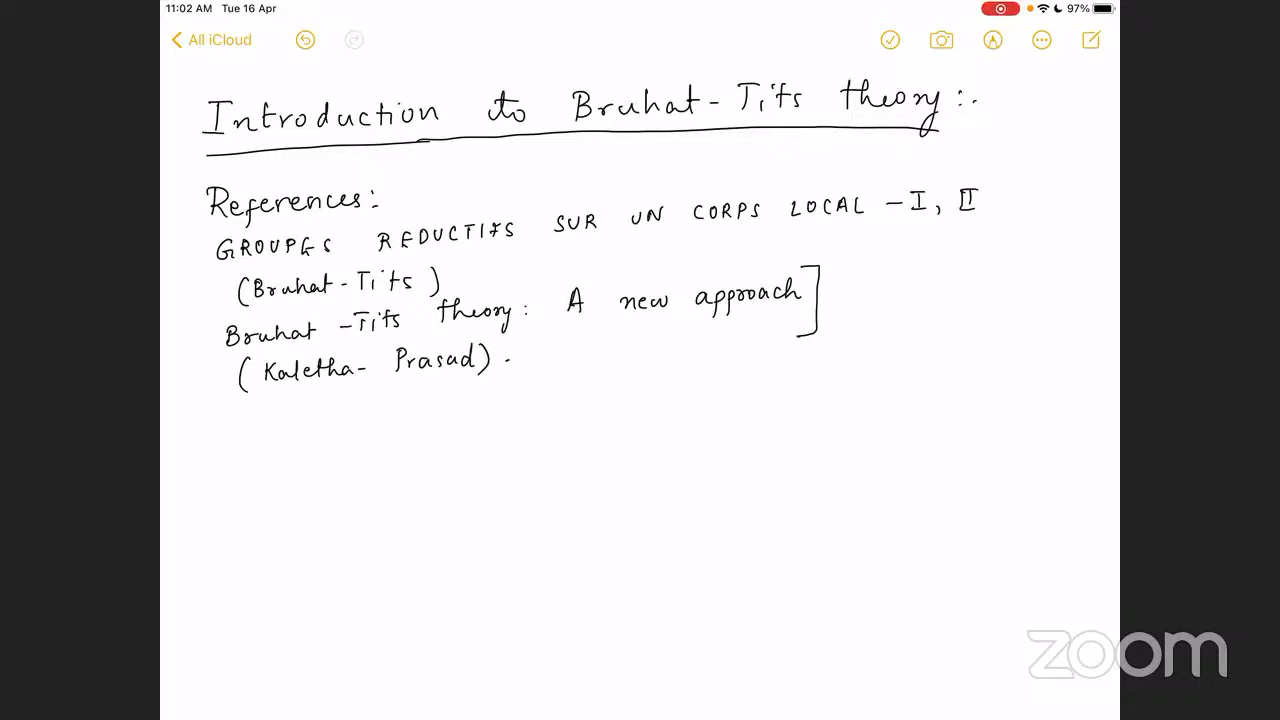 11:02 AM Tue 16 Apr
97%
All iCloud
Introduction to Bruhat-Tits theory:.
References:
GROUPES REDUCTIFS SUR UN CORPS LOCAL - I, II
(Bruhat-Tits)
Bruhat-Tits theory: A new approach]
(Kaletha-Prasad).
zoom